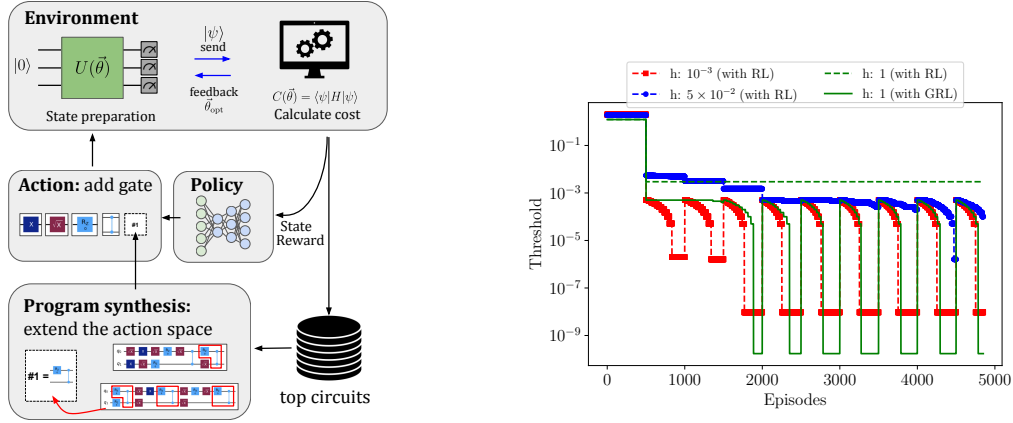 Environment
|ψ⟩
send
|0⟩
U(θ⃗)
feedback
θ⃗opt
C(θ⃗) = ⟨ψ|H|ψ⟩
State preparation
Calculate cost
Action: add gate
#1
Policy
State
Reward
Program synthesis:
extend the action space
#1 =
top circuits
h: 10⁻³ (with RL)
h: 5 × 10⁻² (with RL)
h: 1 (with RL)
h: 1 (with GRL)
Threshold
10⁻¹
10⁻³
10⁻⁵
10⁻⁷
10⁻⁹
0 1000 2000 3000 4000 5000
Episodes